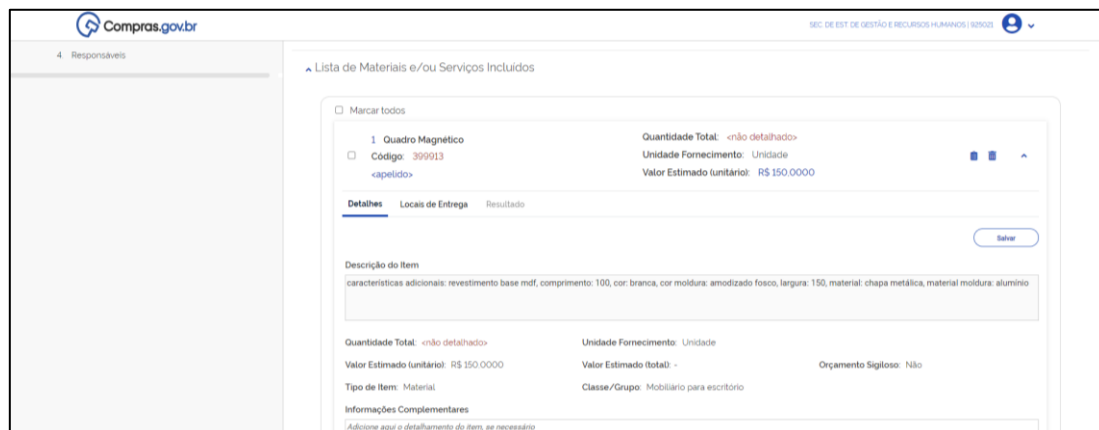 Compras.gov.br
SEC. DE EST. DE GESTÃO E RECURSOS HUMANOS | 925021
4. Responsáveis
Lista de Materiais e/ou Serviços Incluídos
Marcar todos
1 Quadro Magnético
Código: 399913
<apelido>
Quantidade Total: <não detalhado>
Unidade Fornecimento: Unidade
Valor Estimado (unitário): R$ 150,0000
Detalhes Locais de Entrega Resultado
Salvar
Descrição do Item
características adicionais: revestimento base mdf, comprimento: 100, cor: branca, cor moldura: amodizado fosco, largura: 150, material: chapa metálica, material moldura: alumínio
Quantidade Total: <não detalhado> Unidade Fornecimento: Unidade
Valor Estimado (unitário): R$ 150,0000 Valor Estimado (total): - Orçamento Sigiloso: Não
Tipo de Item: Material Classe/Grupo: Mobiliário para escritório
Informações Complementares
Adicione aqui o detalhamento do item, se necessário